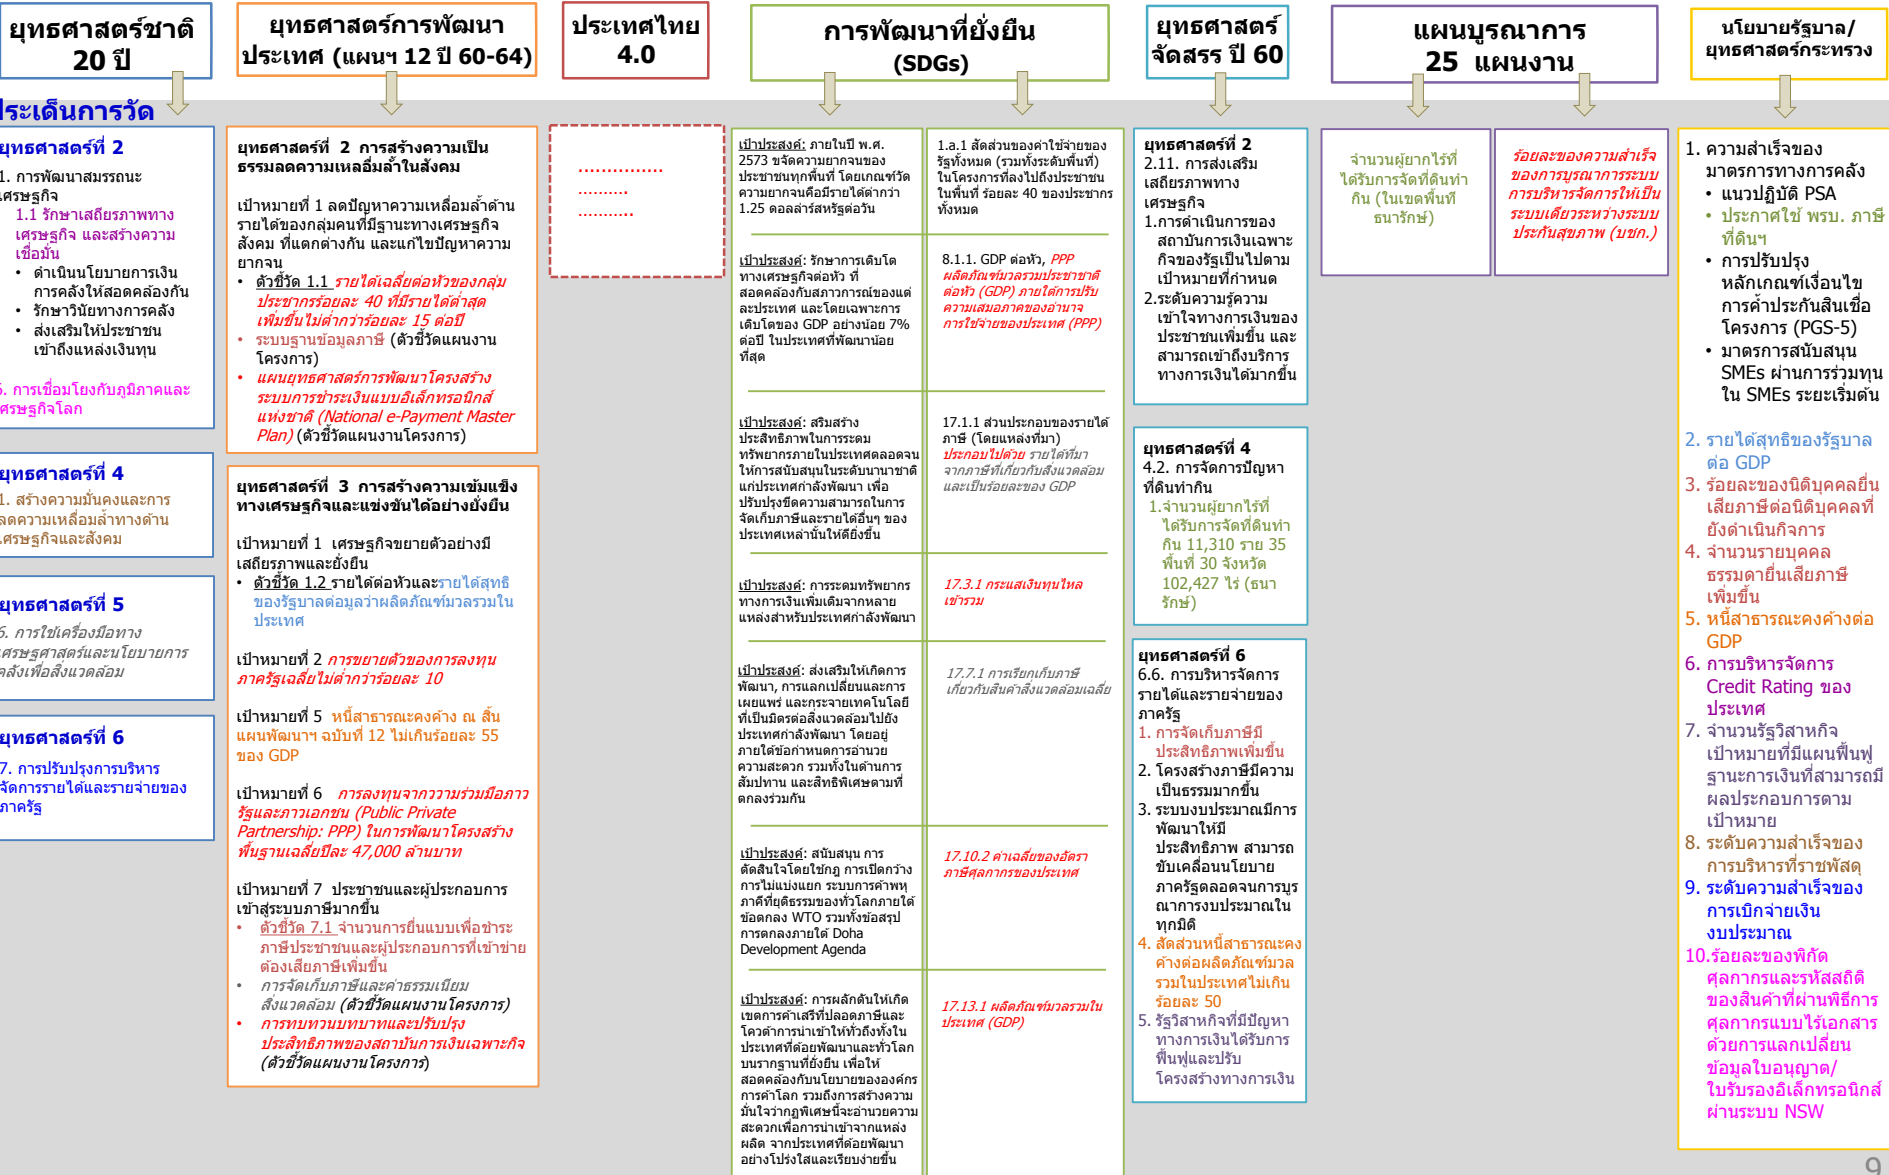 ยุทธศาสตร์ชาติ
20 ปี
ยุทธศาสตร์การพัฒนา
ประเทศ (แผนฯ 12 ปี 60-64)
ประเทศไทย
4.0
การพัฒนาที่ยั่งยืน
(SDGs)
ยุทธศาสตร์
จัดสรร ปี 60
แผนบูรณาการ
25 แผนงาน
นโยบายรัฐบาล/
ยุทธศาสตร์กระทรวง
ประเด็นการวัด
ยุทธศาสตร์ที่ 2
1. การพัฒนาสมรรถนะ
เศรษฐกิจ
1.1 รักษาเสถียรภาพทาง
เศรษฐกิจ และสร้างความ
เชื่อมั่น
• ดำเนินนโยบายการเงิน
การคลังให้สอดคล้องกัน
• รักษาวินัยทางการคลัง
• ส่งเสริมให้ประชาชน
เข้าถึงแหล่งเงินทุน
6. การเชื่อมโยงกับภูมิภาคและ
เศรษฐกิจโลก
ยุทธศาสตร์ที่ 4
1. สร้างความมั่นคงและการ
ลดความเหลื่อมล้ำทางด้าน
เศรษฐกิจและสังคม
ยุทธศาสตร์ที่ 5
6. การใช้เครื่องมือทาง
เศรษฐศาสตร์และนโยบายการ
คลังเพื่อสิ่งแวดล้อม
ยุทธศาสตร์ที่ 6
7. การปรับปรุงการบริหาร
จัดการรายได้และรายจ่ายของ
ภาครัฐ
ยุทธศาสตร์ที่ 2 การสร้างความเป็น
ธรรมลดความเหลื่อมล้ำในสังคม
เป้าหมายที่ 1 ลดปัญหาความเหลื่อมล้ำด้าน
รายได้ของกลุ่มคนที่มีฐานะทางเศรษฐกิจ
สังคม ที่แตกต่างกัน และแก้ไขปัญหาความ
ยากจน
• ตัวชี้วัด 1.1 รายได้เฉลี่ยต่อหัวของกลุ่ม
ประชากรร้อยละ 40 ที่มีรายได้ต่ำสุด
เพิ่มขึ้นไม่ต่ำกว่าร้อยละ 15 ต่อปี
• ระบบฐานข้อมูลภาษี (ตัวชี้วัดแผนงาน
โครงการ)
• แผนยุทธศาสตร์การพัฒนาโครงสร้าง
ระบบการชำระเงินแบบอิเล็กทรอนิกส์
แห่งชาติ (National e-Payment Master
Plan) (ตัวชี้วัดแผนงานโครงการ)
ยุทธศาสตร์ที่ 3 การสร้างความเข้มแข็ง
ทางเศรษฐกิจและแข่งขันได้อย่างยั่งยืน
เป้าหมายที่ 1 เศรษฐกิจขยายตัวอย่างมี
เสถียรภาพและยั่งยืน
• ตัวชี้วัด 1.2 รายได้ต่อหัวและรายได้สุทธิ
ของรัฐบาลต่อมูลว่าผลิตภัณฑ์มวลรวมใน
ประเทศ
เป้าหมายที่ 2 การขยายตัวของการลงทุน
ภาครัฐเฉลี่ยไม่ต่ำกว่าร้อยละ 10
เป้าหมายที่ 5 หนี้สาธารณะคงค้าง ณ สิ้น
แผนพัฒนาฯ ฉบับที่ 12 ไม่เกินร้อยละ 55
ของ GDP
เป้าหมายที่ 6 การลงทุนจากววามร่วมมือภาว
รัฐและภาวเอกชน (Public Private
Partnership: PPP) ในการพัฒนาโครงสร้าง
พื้นฐานเฉลี่ยปีละ 47,000 ล้านบาท
เป้าหมายที่ 7 ประชาชนและผู้ประกอบการ
เข้าสู่ระบบภาษีมากขึ้น
• ตัวชี้วัด 7.1 จำนวนการยื่นแบบเพื่อชำระ
ภาษีประชาชนและผู้ประกอบการที่เข้าข่าย
ต้องเสียภาษีเพิ่มขึ้น
• การจัดเก็บภาษีและค่าธรรมเนียม
สิ่งแวดล้อม (ตัวชี้วัดแผนงานโครงการ)
• การทบทวนบทบาทและปรับปรุง
ประสิทธิภาพของสถาบันการเงินเฉพาะกิจ
(ตัวชี้วัดแผนงานโครงการ)
...............
..........
...........
เป้าประสงค์: ภายในปี พ.ศ.
2573 ขจัดความยากจนของ
ประชาชนทุกพื้นที่ โดยเกณฑ์วัด
ความยากจนคือมีรายได้ต่ำกว่า
1.25 ดอลล่าร์สหรัฐต่อวัน
1.a.1 สัดส่วนของค่าใช้จ่ายของ
รัฐทั้งหมด (รวมทั้งระดับพื้นที่)
ในโครงการที่ลงไปถึงประชาชน
ในพื้นที่ ร้อยละ 40 ของประชากร
ทั้งหมด
เป้าประสงค์: รักษาการเติบโต
ทางเศรษฐกิจต่อหัว ที่
สอดคล้องกับสภาวการณ์ของแต่
ละประเทศ และโดยเฉพาะการ
เติบโตของ GDP อย่างน้อย 7%
ต่อปี ในประเทศที่พัฒนาน้อย
ที่สุด
8.1.1. GDP ต่อหัว, PPP
ผลิตภัณฑ์มวลรวมประชาชาติ
ต่อหัว (GDP) ภายใต้การปรับ
ความเสมอภาคของอำนาจ
การใช้จ่ายของประเทศ (PPP)
เป้าประสงค์: สริมสร้าง
ประสิทธิภาพในการระดม
ทรัพยากรภายในประเทศตลอดจน
ให้การสนับสนุนในระดับนานาชาติ
แก่ประเทศกำลังพัฒนา เพื่อ
ปรับปรุงขีดความสามารถในการ
จัดเก็บภาษีและรายได้อื่นๆ ของ
ประเทศเหล่านั้นให้ดียิ่งขึ้น
17.1.1 ส่วนประกอบของรายได้
ภาษี (โดยแหล่งที่มา)
ประกอบไปด้วย รายได้ที่มา
จากภาษีที่เกี่ยวกับสิ่งแวดล้อม
และเป็นร้อยละของ GDP
เป้าประสงค์: การระดมทรัพยากร
ทางการเงินเพิ่มเติมจากหลาย
แหล่งสำหรับประเทศกำลังพัฒนา
17.3.1 กระแสเงินทุนไหล
เข้ารวม
เป้าประสงค์: ส่งเสริมให้เกิดการ
พัฒนา, การแลกเปลี่ยนและการ
เผยแพร่ และกระจายเทคโนโลยี
ที่เป็นมิตรต่อสิ่งแวดล้อมไปยัง
ประเทศกำลังพัฒนา โดยอยู่
ภายใต้ข้อกำหนดการอำนวย
ความสะดวก รวมทั้งในด้านการ
สัมปทาน และสิทธิพิเศษตามที่
ตกลงร่วมกัน
17.7.1 การเรียกเก็บภาษี
เกี่ยวกับสินค้าสิ่งแวดล้อมเฉลี่ย
เป้าประสงค์: สนับสนุน การ
ตัดสินใจโดยใช้กฎ การเปิดกว้าง
การไม่แบ่งแยก ระบบการค้าพหุ
ภาคีที่ยุติธรรมของทั่วโลกภายใต้
ข้อตกลง WTO รวมทั้งข้อสรุป
การตกลงภายใต้ Doha
Development Agenda
17.10.2 ค่าเฉลี่ยของอัตรา
ภาษีศุลกากรของประเทศ
เป้าประสงค์: การผลักดันให้เกิด
เขตการค้าเสรีที่ปลอดภาษีและ
โควต้าการนำเข้าให้ทั่วถึงทั้งใน
ประเทศที่ด้อยพัฒนาและทั่วโลก
บนรากฐานที่ยั่งยืน เพื่อให้
สอดคล้องกับนโยบายขององค์กร
การค้าโลก รวมถึงการสร้างความ
มั่นใจว่ากฎพิเศษนี้จะอำนวยความ
สะดวกเพื่อการนำเข้าจากแหล่ง
ผลิต จากประเทศที่ด้อยพัฒนา
อย่างโปร่งใสและเรียบง่ายขึ้น
17.13.1 ผลิตภัณฑ์มวลรวมใน
ประเทศ (GDP)
ยุทธศาสตร์ที่ 2
2.11. การส่งเสริม
เสถียรภาพทาง
เศรษฐกิจ
1.การดำเนินการของ
สถาบันการเงินเฉพาะ
กิจของรัฐเป็นไปตาม
เป้าหมายที่กำหนด
2.ระดับความรู้ความ
เข้าใจทางการเงินของ
ประชาชนเพิ่มขึ้น และ
สามารถเข้าถึงบริการ
ทางการเงินได้มากขึ้น
ยุทธศาสตร์ที่ 4
4.2. การจัดการปัญหา
ที่ดินทำกิน
1.จำนวนผู้ยากไร้ที่
ได้รับการจัดที่ดินทำ
กิน 11,310 ราย 35
พื้นที่ 30 จังหวัด
102,427 ไร่ (ธนา
รักษ์)
ยุทธศาสตร์ที่ 6
6.6. การบริหารจัดการ
รายได้และรายจ่ายของ
ภาครัฐ
1. การจัดเก็บภาษีมี
ประสิทธิภาพเพิ่มขึ้น
2. โครงสร้างภาษีมีความ
เป็นธรรมมากขึ้น
3. ระบบงบประมาณมีการ
พัฒนาให้มี
ประสิทธิภาพ สามารถ
ขับเคลื่อนนโยบาย
ภาครัฐตลอดจนการบูร
ณาการงบประมาณใน
ทุกมิติ
4. สัดส่วนหนี้สาธารณะคง
ค้างต่อผลิตภัณฑ์มวล
รวมในประเทศไม่เกิน
ร้อยละ 50
5. รัฐวิสาหกิจที่มีปัญหา
ทางการเงินได้รับการ
ฟื้นฟูและปรับ
โครงสร้างทางการเงิน
จำนวนผู้ยากไร้ที่
ได้รับการจัดที่ดินทำ
กิน (ในเขตพื้นที่
ธนารักษ์)
ร้อยละของความสำเร็จ
ของการบูรณาการระบบ
การบริหารจัดการให้เป็น
ระบบเดียวระหว่างระบบ
ประกันสุขภาพ (บชก.)
1. ความสำเร็จของ
มาตรการทางการคลัง
• แนวปฏิบัติ PSA
• ประกาศใช้ พรบ. ภาษี
ที่ดินฯ
• การปรับปรุง
หลักเกณฑ์เงื่อนไข
การค้ำประกันสินเชื่อ
โครงการ (PGS-5)
• มาตรการสนับสนุน
SMEs ผ่านการร่วมทุน
ใน SMEs ระยะเริ่มต้น
2. รายได้สุทธิของรัฐบาล
ต่อ GDP
3. ร้อยละของนิติบุคคลยื่น
เสียภาษีต่อนิติบุคคลที่
ยังดำเนินกิจการ
4. จำนวนรายบุคคล
ธรรมดายื่นเสียภาษี
เพิ่มขึ้น
5. หนี้สาธารณะคงค้างต่อ
GDP
6. การบริหารจัดการ
Credit Rating ของ
ประเทศ
7. จำนวนรัฐวิสาหกิจ
เป้าหมายที่มีแผนฟื้นฟู
ฐานะการเงินที่สามารถมี
ผลประกอบการตาม
เป้าหมาย
8. ระดับความสำเร็จของ
การบริหารที่ราชพัสดุ
9. ระดับความสำเร็จของ
การเบิกจ่ายเงิน
งบประมาณ
10.ร้อยละของพิกัด
ศุลกากรและรหัสสถิติ
ของสินค้าที่ผ่านพิธีการ
ศุลกากรแบบไร้เอกสาร
ด้วยการแลกเปลี่ยน
ข้อมูลใบอนุญาต/
ใบรับรองอิเล็กทรอนิกส์
ผ่านระบบ NSW
9